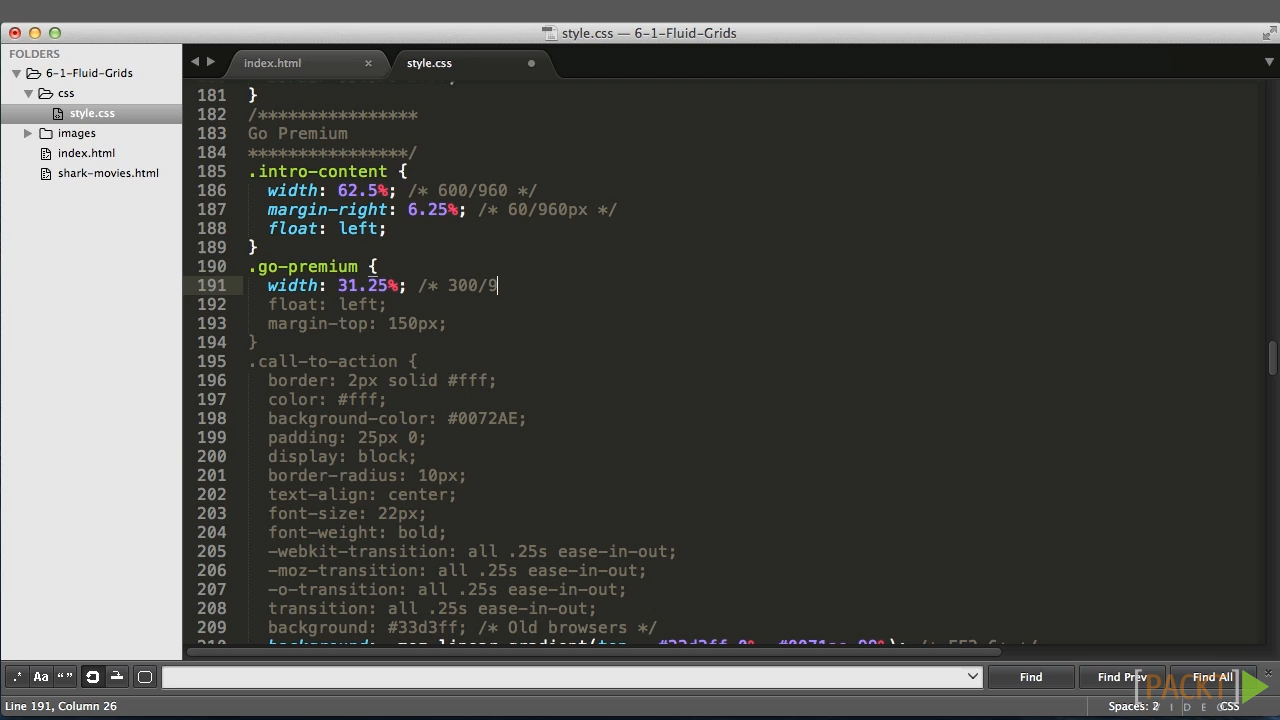 style.css — 6-1-Fluid-Grids
FOLDERS
6-1-Fluid-Grids
css
style.css
images
index.html
shark-movies.html
index.html
style.css
181 }
182 /****************
183 Go Premium
184 ****************/
185 .intro-content {
186 width: 62.5%; /* 600/960 */
187 margin-right: 6.25%; /* 60/960px */
188 float: left;
189 }
190 .go-premium {
191 width: 31.25%; /* 300/9
192 float: left;
193 margin-top: 150px;
194 }
195 .call-to-action {
196 border: 2px solid #fff;
197 color: #fff;
198 background-color: #0072AE;
199 padding: 25px 0;
200 display: block;
201 border-radius: 10px;
202 text-align: center;
203 font-size: 22px;
204 font-weight: bold;
205 -webkit-transition: all .25s ease-in-out;
206 -moz-transition: all .25s ease-in-out;
207 -o-transition: all .25s ease-in-out;
208 transition: all .25s ease-in-out;
209 background: #33d3ff; /* Old browsers */
.* Aa “ ”
Find
Find Prev
Find All
Line 191, Column 26
Spaces: 2
CSS
[PACKT]
VIDEO